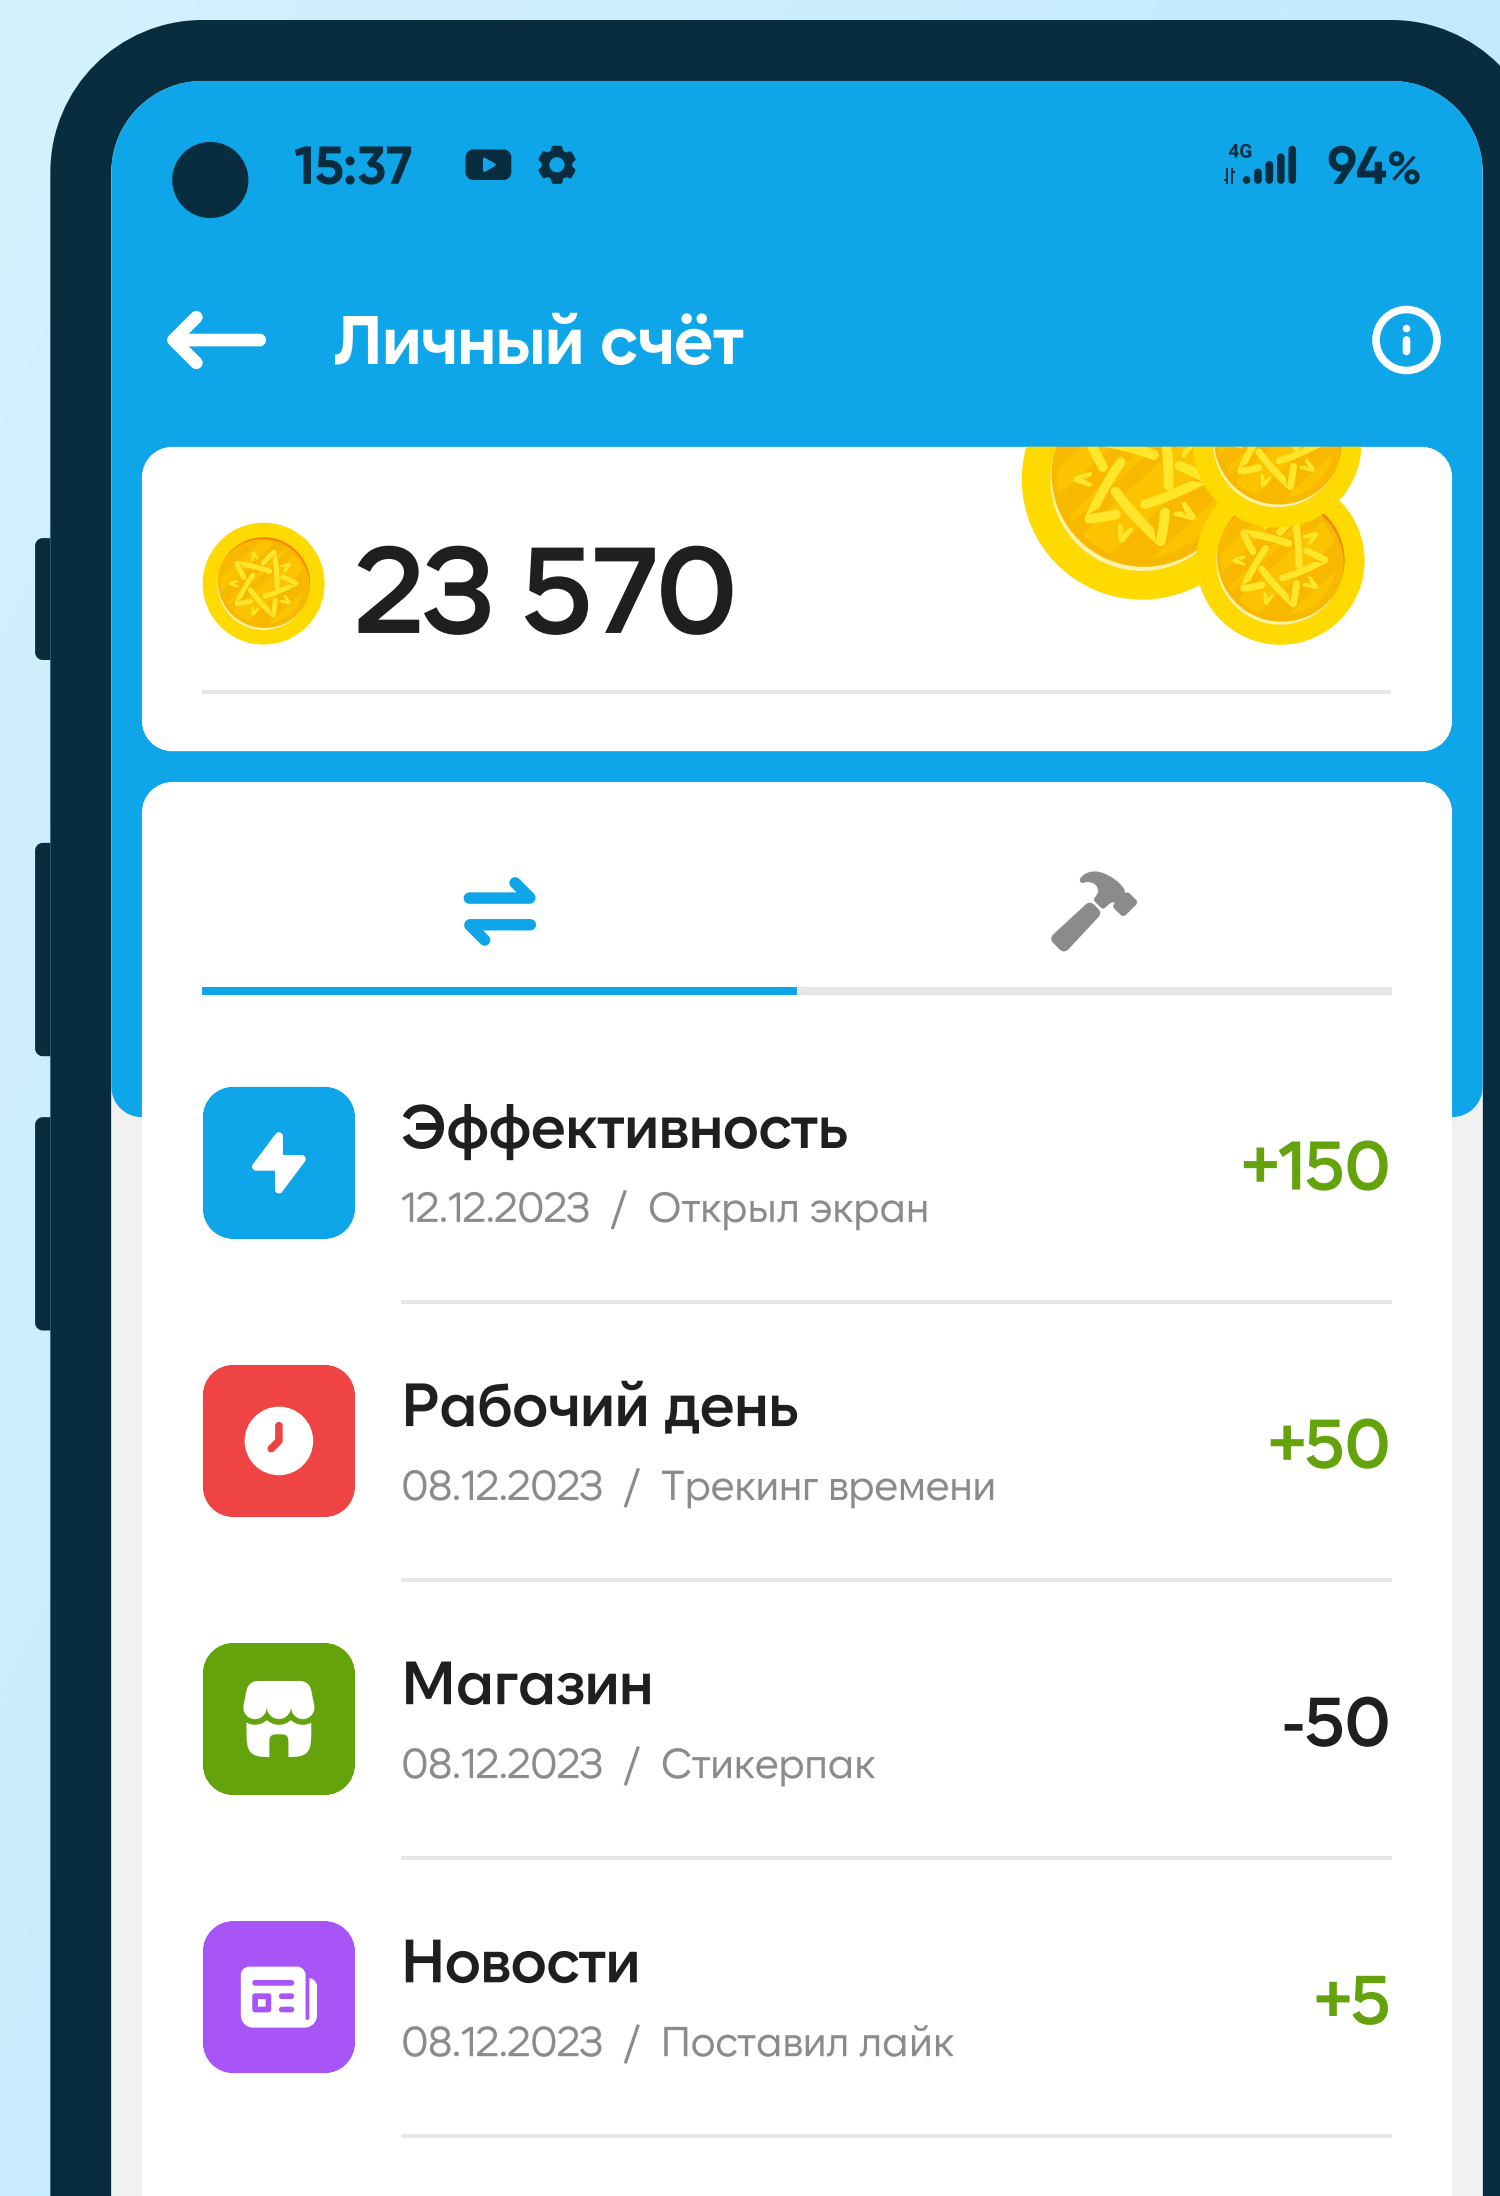 15:37
4G
94%
Личный счёт
23 570
Эффективность
12.12.2023 / Открыл экран
+150
Рабочий день
08.12.2023 / Трекинг времени
+50
Магазин
08.12.2023 / Стикерпак
-50
Новости
08.12.2023 / Поставил лайк
+5